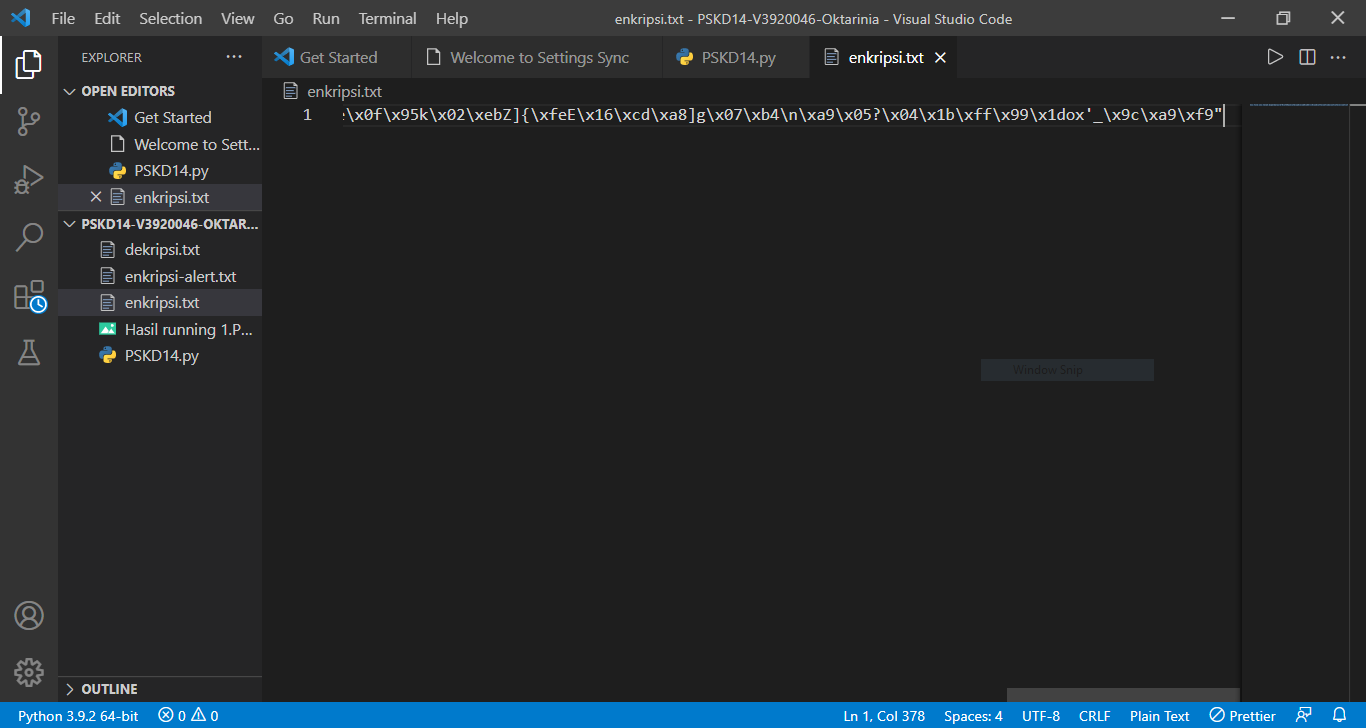 File Edit Selection View Go Run Terminal Help enkripsi.txt - PSKD14-V3920046-Oktarinia - Visual Studio Code
EXPLORER ··· Get Started Welcome to Settings Sync PSKD14.py enkripsi.txt
OPEN EDITORS
Get Started
Welcome to Sett...
PSKD14.py
enkripsi.txt
PSKD14-V3920046-OKTAR...
dekripsi.txt
enkripsi-alert.txt
enkripsi.txt
Hasil running 1.P...
PSKD14.py
OUTLINE
enkripsi.txt
1 \x0f\x95k\x02\xebZ]{\xfeE\x16\xcd\xa8]g\x07\xb4\n\xa9\x05?\x04\x1b\xff\x99\x1dox'_\x9c\xa9\xf9"
Window Snip
Python 3.9.2 64-bit 0 0 Ln 1, Col 378 Spaces: 4 UTF-8 CRLF Plain Text Prettier